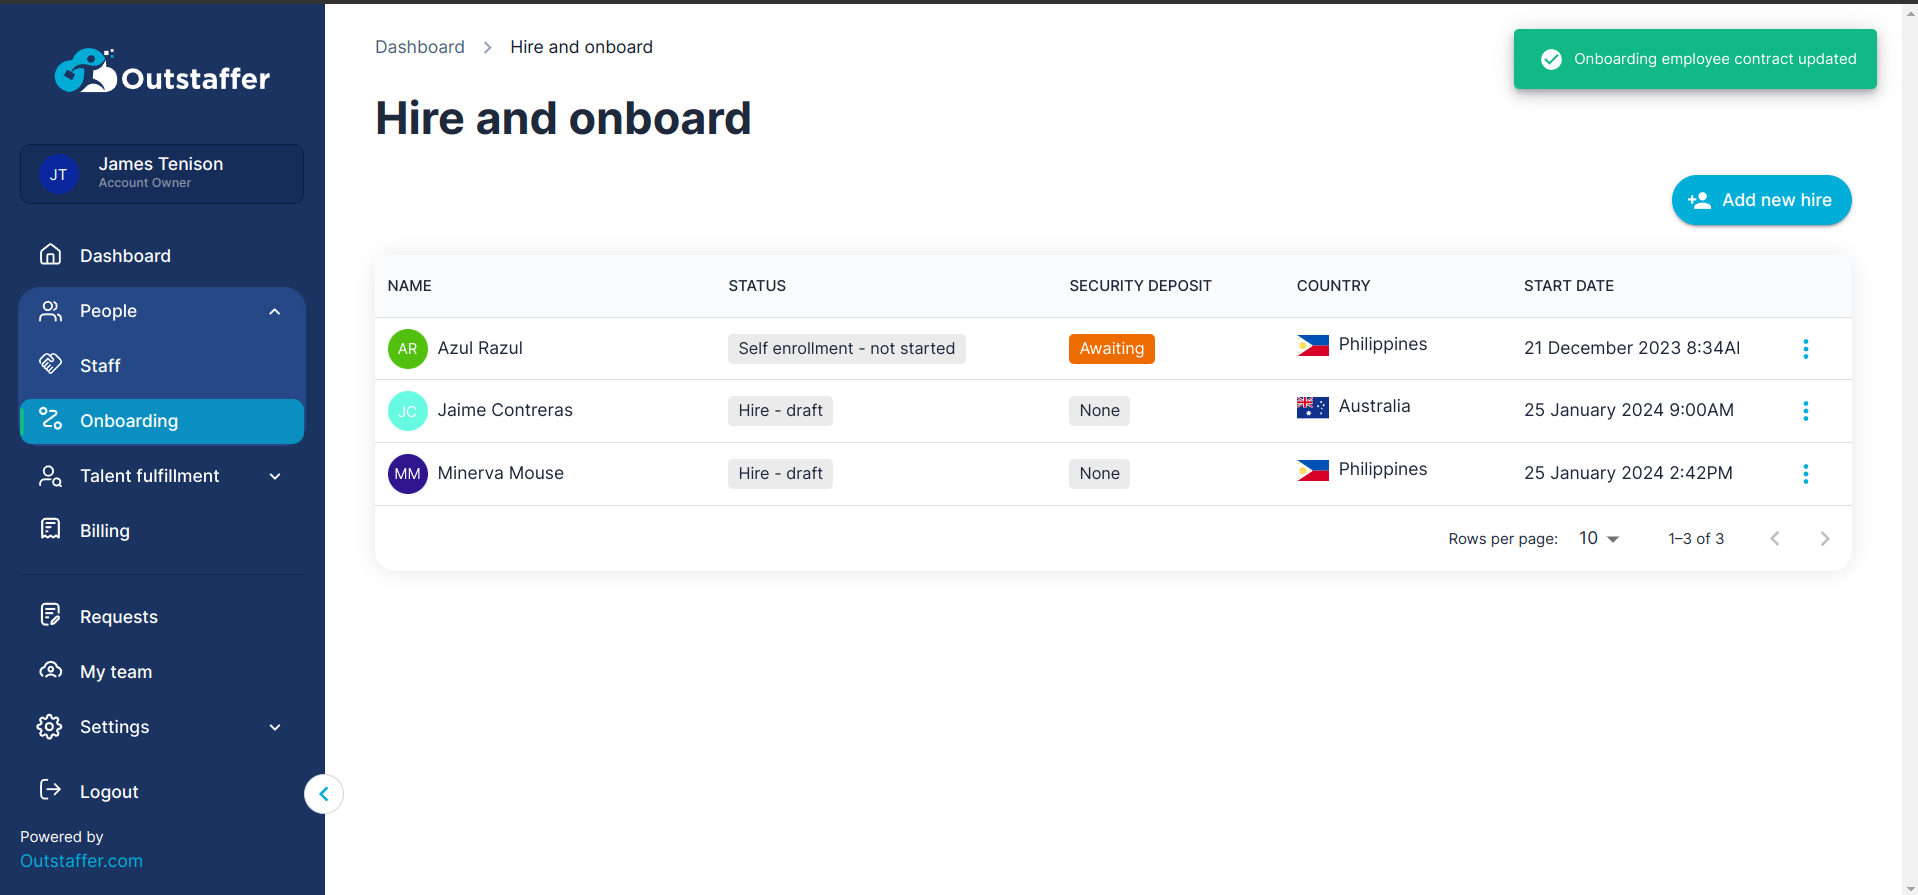 Outstaffer
JT
James Tenison
Account Owner
Dashboard
People
Staff
Onboarding
Talent fulfillment
Billing
Requests
My team
Settings
Logout
Powered by
Outstaffer.com
Dashboard > Hire and onboard
Onboarding employee contract updated
Hire and onboard
Add new hire
NAME STATUS SECURITY DEPOSIT COUNTRY START DATE
AR Azul Razul Self enrollment - not started Awaiting Philippines 21 December 2023 8:34A
JC Jaime Contreras Hire - draft None Australia 25 January 2024 9:00AM
MM Minerva Mouse Hire - draft None Philippines 25 January 2024 2:42PM
Rows per page: 10 1–3 of 3